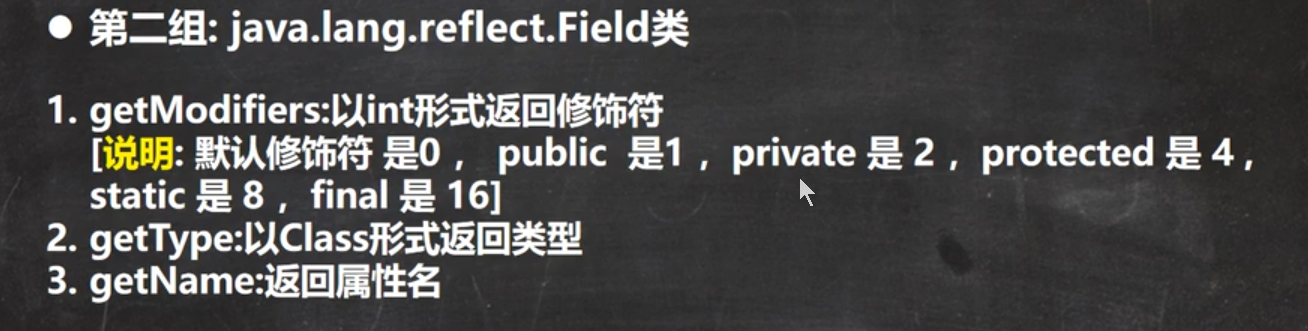 ● 第二组: java.lang.reflect.Field类
1. getModifiers:以int形式返回修饰符
[说明: 默认修饰符 是0 ， public 是1 ，private 是 2 ，protected 是 4 ，
static 是 8 ，final 是 16]
2. getType:以Class形式返回类型
3. getName:返回属性名